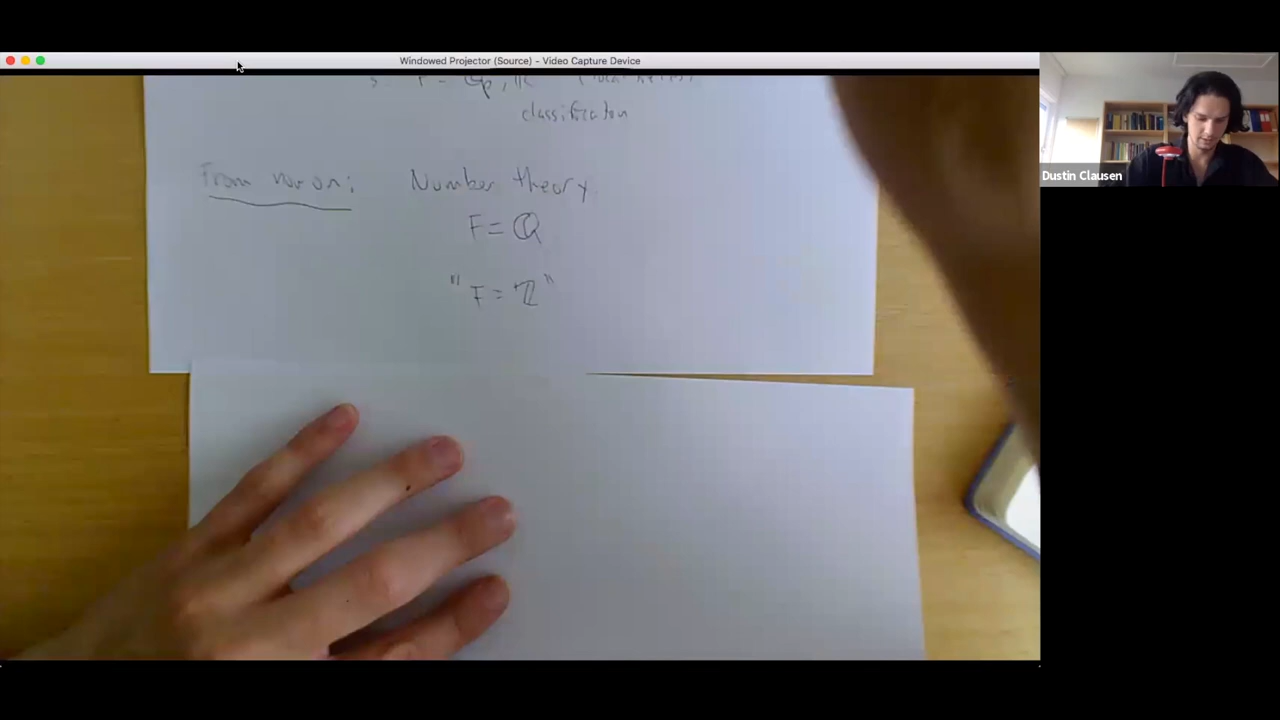 Windowed Projector (Source) - Video Capture Device
Dustin Clausen
classification
From now on: Number theory.
F = ℚ
"F = ℤ"